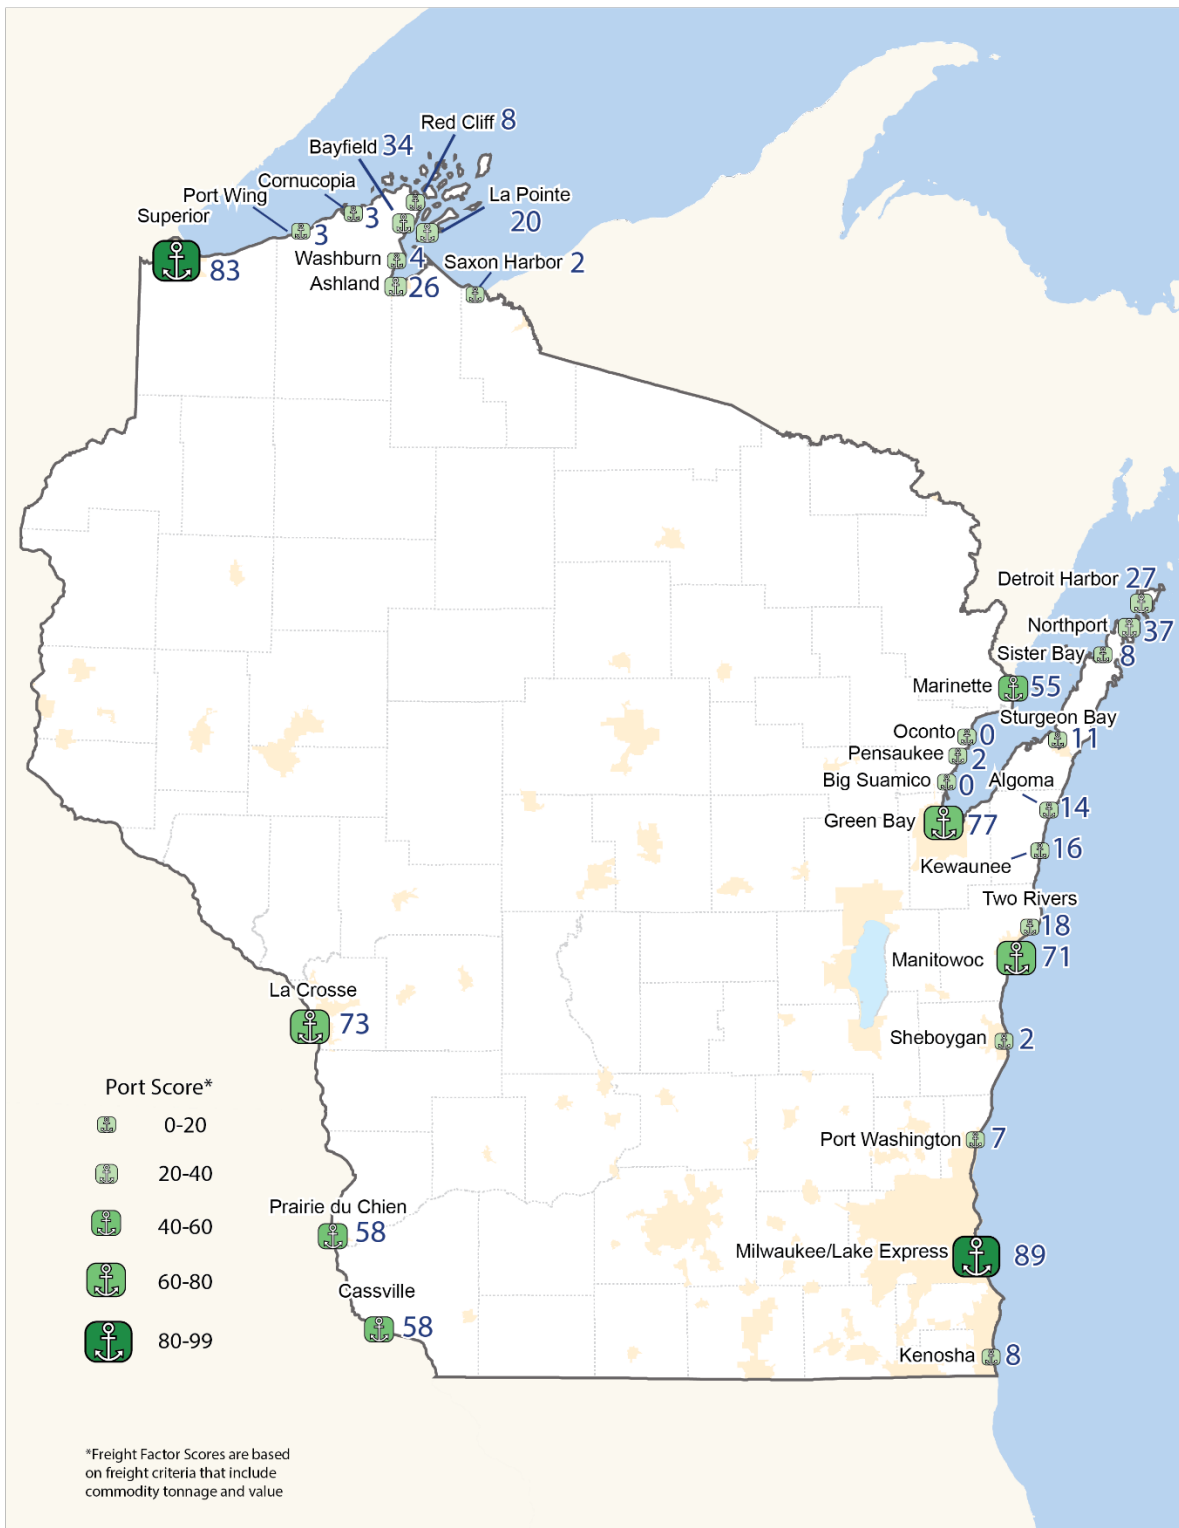 Red Cliff 8
Bayfield 34
Cornucopia
3
La Pointe
20
Port Wing
3
Superior
83
Washburn 4
Saxon Harbor 2
Ashland 26
Detroit Harbor 27
Northport 37
Sister Bay 8
Marinette 55
Sturgeon Bay
11
Oconto 0
Pensaukee 2
Big Suamico 0
Algoma
14
Green Bay 77
Kewaunee 16
Two Rivers
18
Manitowoc 71
La Crosse
73
Sheboygan 2
Port Score*
0-20
20-40
40-60
60-80
80-99
Port Washington 7
Prairie du Chien
58
Milwaukee/Lake Express 89
Cassville
58
Kenosha 8
*Freight Factor Scores are based
on freight criteria that include
commodity tonnage and value